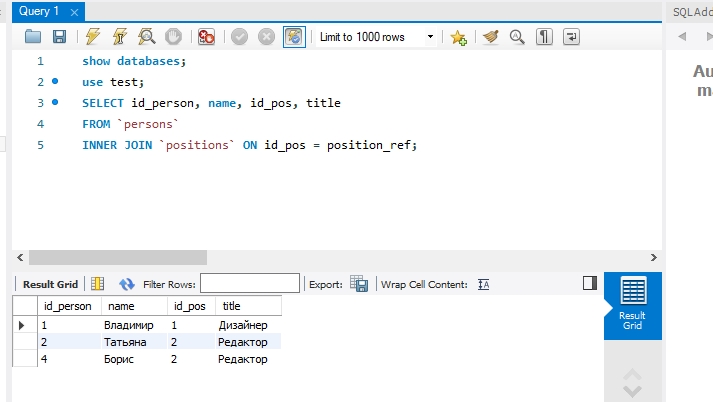 Query 1
SQLAdd
Limit to 1000 rows
Au
ma
1 show databases;
2 use test;
3 SELECT id_person, name, id_pos, title
4 FROM `persons`
5 INNER JOIN `positions` ON id_pos = position_ref;
Result Grid Filter Rows: Export: Wrap Cell Content:
id_person name id_pos title
1 Владимир 1 Дизайнер
2 Татьяна 2 Редактор
4 Борис 2 Редактор
Result
Grid